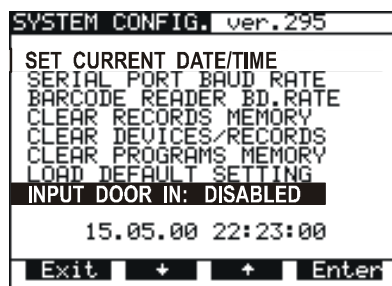 SYSTEM CONFIG. ver.295
SET CURRENT DATE/TIME
SERIAL PORT BAUD RATE
BARCODE READER BD.RATE
CLEAR RECORDS MEMORY
CLEAR DEVICES/RECORDS
CLEAR PROGRAMS MEMORY
LOAD DEFAULT SETTING
INPUT DOOR IN: DISABLED
15.05.00 22:23:00
Exit ↓ ↑ Enter